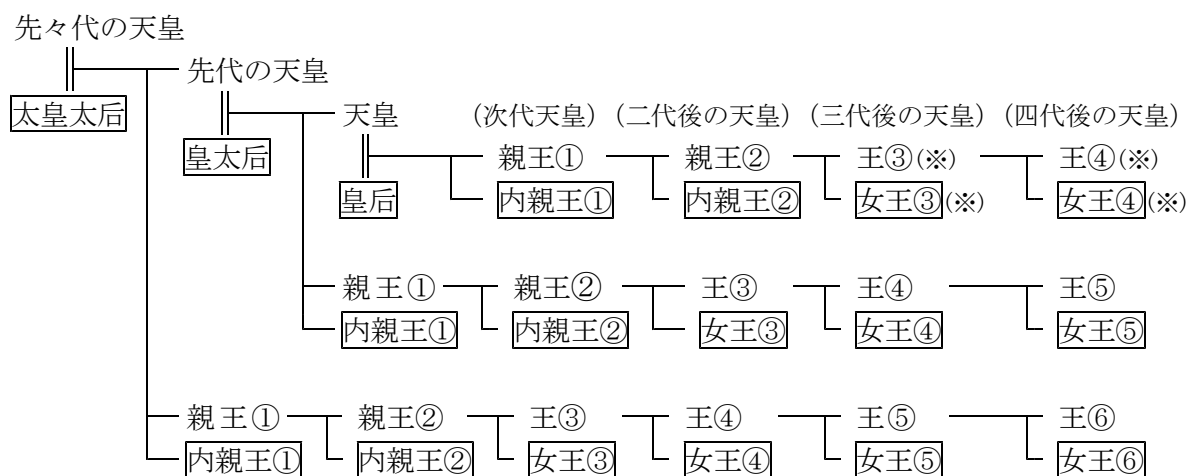 先々代の天皇
先代の天皇
太皇太后
天皇 (次代天皇) (二代後の天皇) (三代後の天皇) (四代後の天皇)
皇太后 親王① 親王② 王③(※) 王④(※)
皇后 内親王① 内親王② 女王③(※) 女王④(※)
親王① 親王② 王③ 王④ 王⑤
内親王① 内親王② 女王③ 女王④ 女王⑤
親王① 親王② 王③ 王④ 王⑤ 王⑥
内親王① 内親王② 女王③ 女王④ 女王⑤ 女王⑥